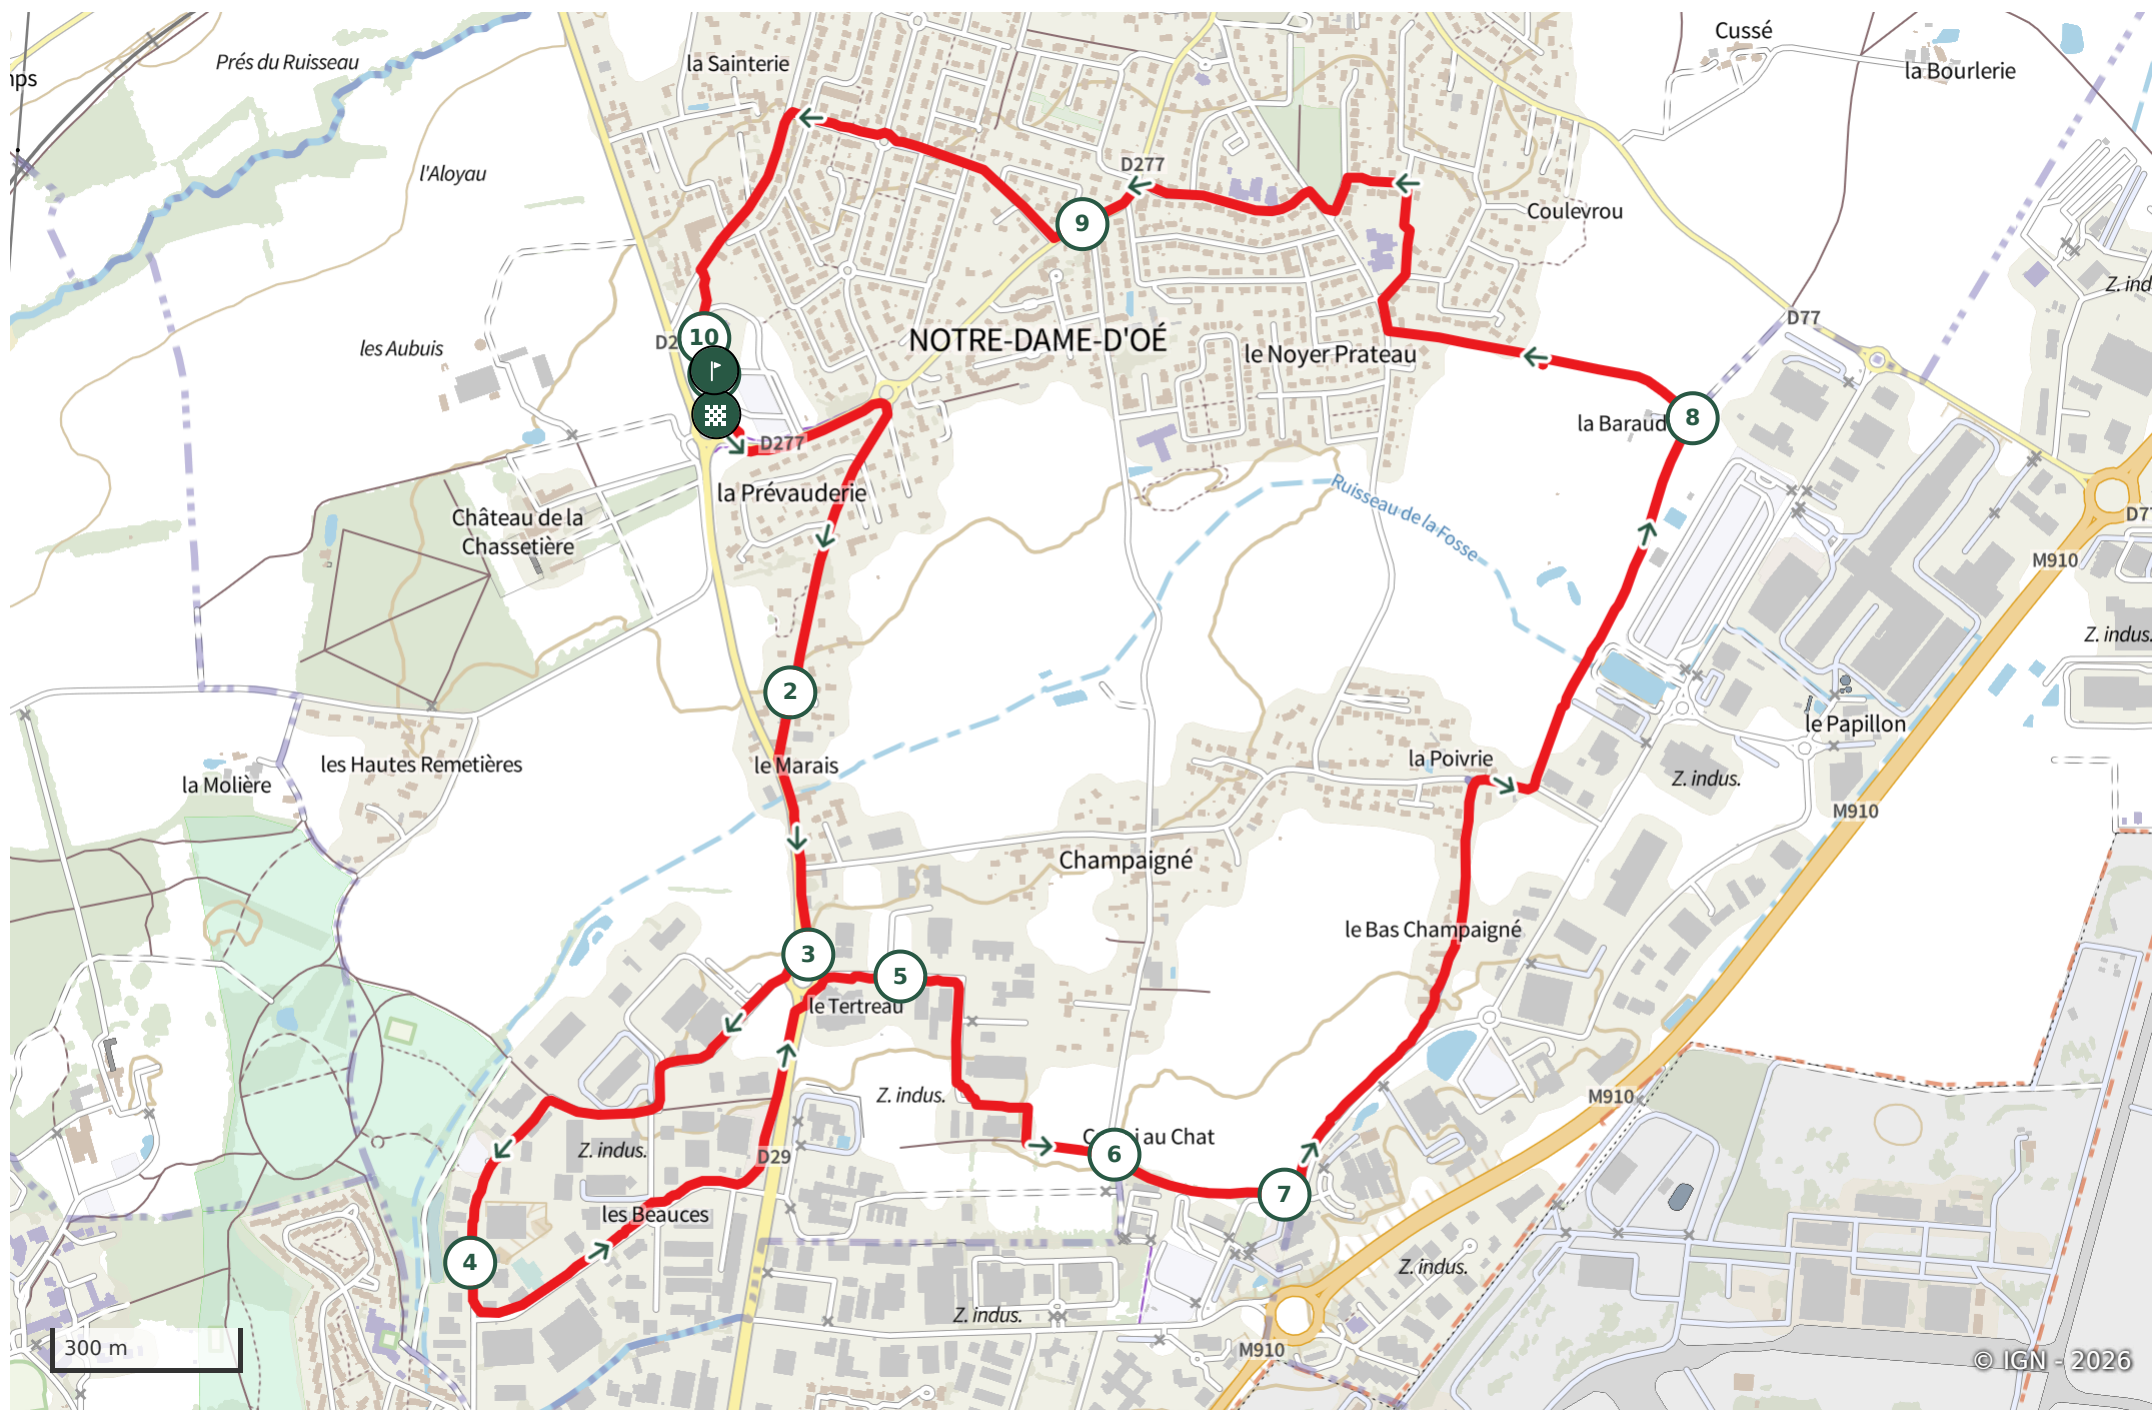 Cussé
la Sainterie
Prés du Ruisseau
la Bourlerie
l'Aloyau
D277
Coulevrou
9
Z. ind
D77
10
NOTRE-DAME-D'OÉ
les Aubuis
le Noyer Prateau
8
la Baraud
D277
la Prévauderie
Ruisseau de la Fosse
Château de la
Chassetière
M910
Z. indus.
2
le Papillon
le Marais
la Poivrie
les Hautes Remetières
la Molière
Z. indus.
M910
Champaigné
le Bas Champaigné
3
5
le Tertreau
Z. indus.
M910
Z. indus.
au Chat
6
D29
7
les Beauces
4
Z. indus.
Z. indus.
300 m
M910
© IGN - 2026